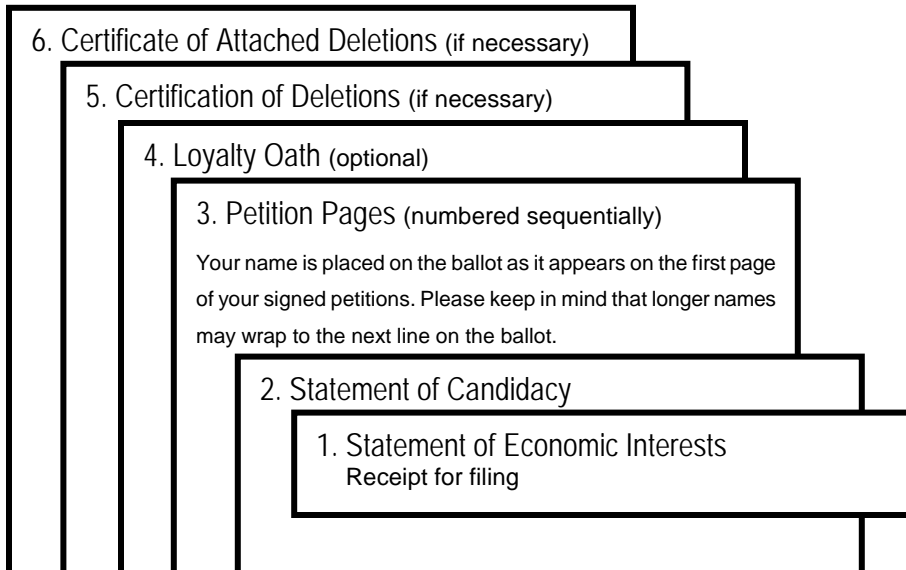 6. Certificate of Attached Deletions (if necessary)
5. Certification of Deletions (if necessary)
4. Loyalty Oath (optional)
3. Petition Pages (numbered sequentially)
Your name is placed on the ballot as it appears on the first page
of your signed petitions. Please keep in mind that longer names
may wrap to the next line on the ballot.
2. Statement of Candidacy
1. Statement of Economic Interests
Receipt for filing